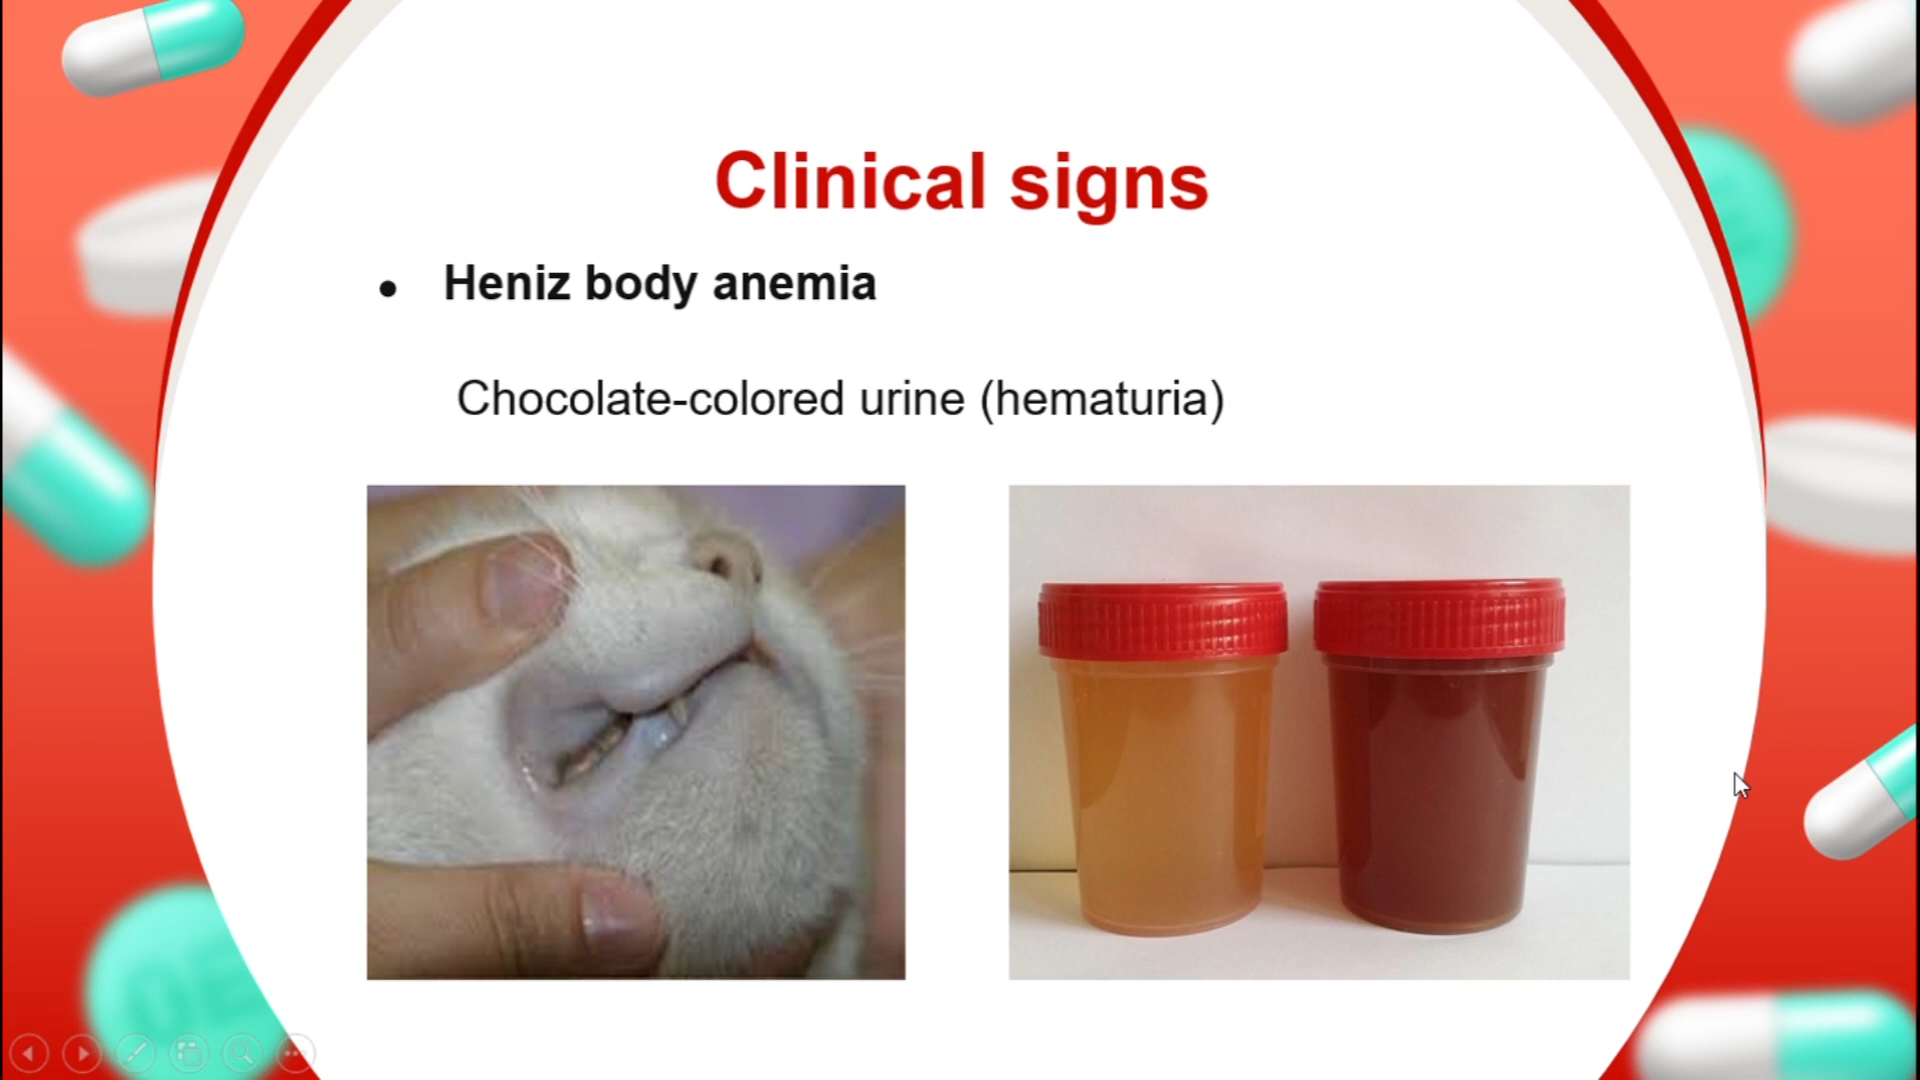 Clinical signs
• Heniz body anemia
Chocolate-colored urine (hematuria)